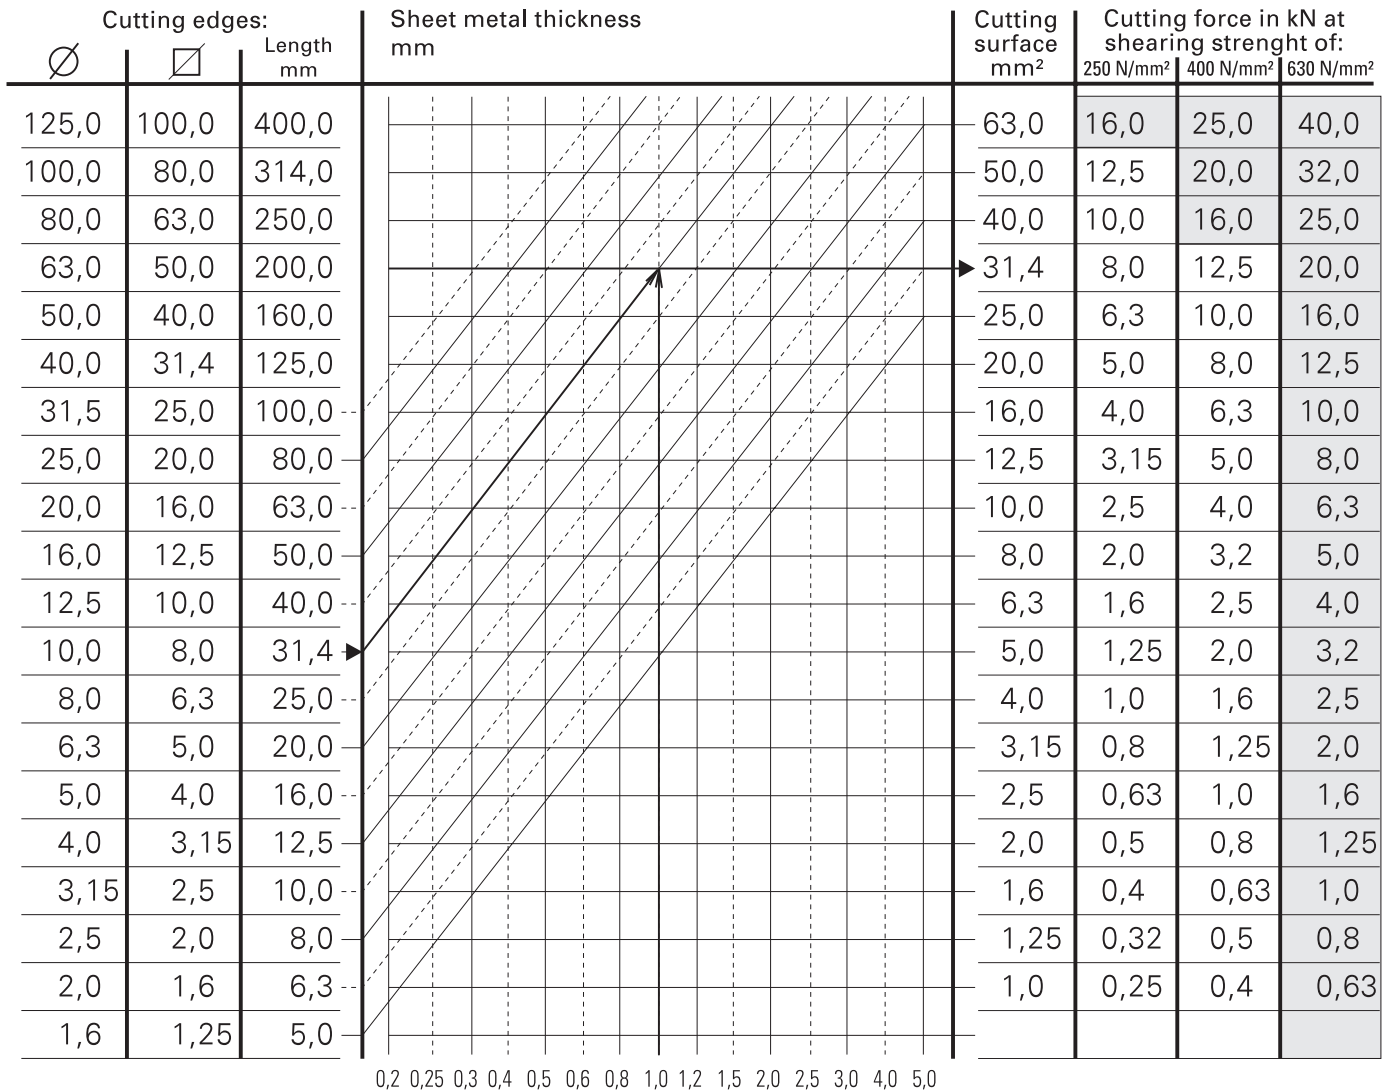 Cutting edges: Sheet metal thickness Cutting Cutting force in kN at
Length mm surface shearing strenght of:
mm mm² 250 N/mm² 400 N/mm² 630 N/mm²
125,0 100,0 400,0 63,0 16,0 25,0 40,0
100,0 80,0 314,0 50,0 12,5 20,0 32,0
80,0 63,0 250,0 40,0 10,0 16,0 25,0
63,0 50,0 200,0 31,4 8,0 12,5 20,0
50,0 40,0 160,0 25,0 6,3 10,0 16,0
40,0 31,4 125,0 20,0 5,0 8,0 12,5
31,5 25,0 100,0 16,0 4,0 6,3 10,0
25,0 20,0 80,0 12,5 3,15 5,0 8,0
20,0 16,0 63,0 10,0 2,5 4,0 6,3
16,0 12,5 50,0 8,0 2,0 3,2 5,0
12,5 10,0 40,0 6,3 1,6 2,5 4,0
10,0 8,0 31,4 5,0 1,25 2,0 3,2
8,0 6,3 25,0 4,0 1,0 1,6 2,5
6,3 5,0 20,0 3,15 0,8 1,25 2,0
5,0 4,0 16,0 2,5 0,63 1,0 1,6
4,0 3,15 12,5 2,0 0,5 0,8 1,25
3,15 2,5 10,0 1,6 0,4 0,63 1,0
2,5 2,0 8,0 1,25 0,32 0,5 0,8
2,0 1,6 6,3 1,0 0,25 0,4 0,63
1,6 1,25 5,0
0,2 0,25 0,3 0,4 0,5 0,6 0,8 1,0 1,2 1,5 2,0 2,5 3,0 4,0 5,0